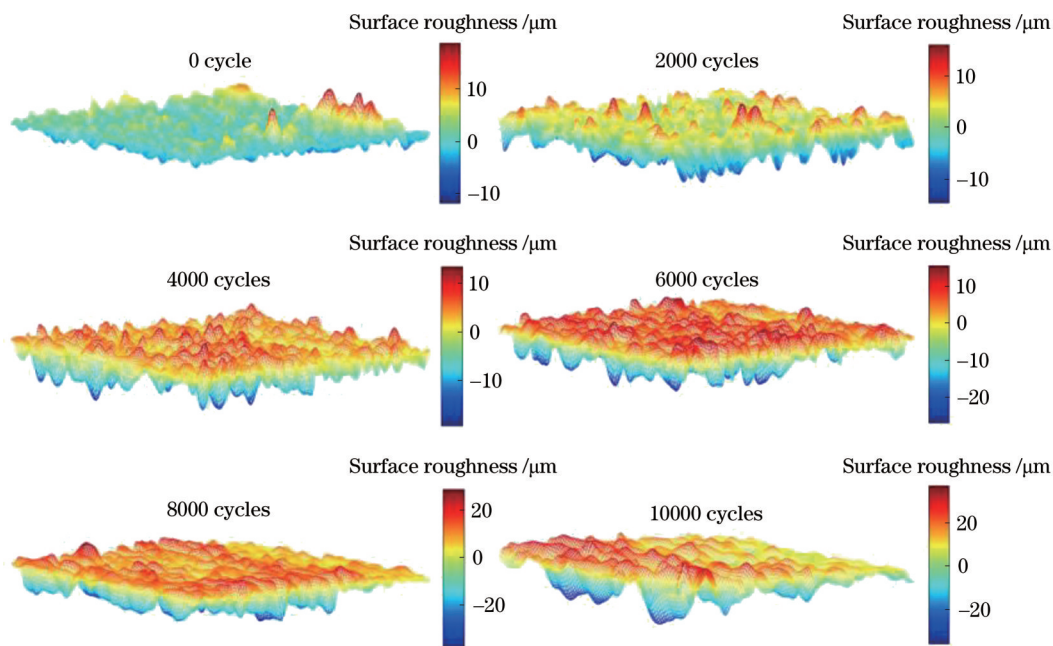 Surface roughness /μm
0 cycle
10
0
−10
Surface roughness /μm
2000 cycles
10
0
−10
Surface roughness /μm
4000 cycles
10
0
−10
Surface roughness /μm
6000 cycles
10
0
−10
−20
Surface roughness /μm
8000 cycles
20
0
−20
Surface roughness /μm
10000 cycles
20
0
−20